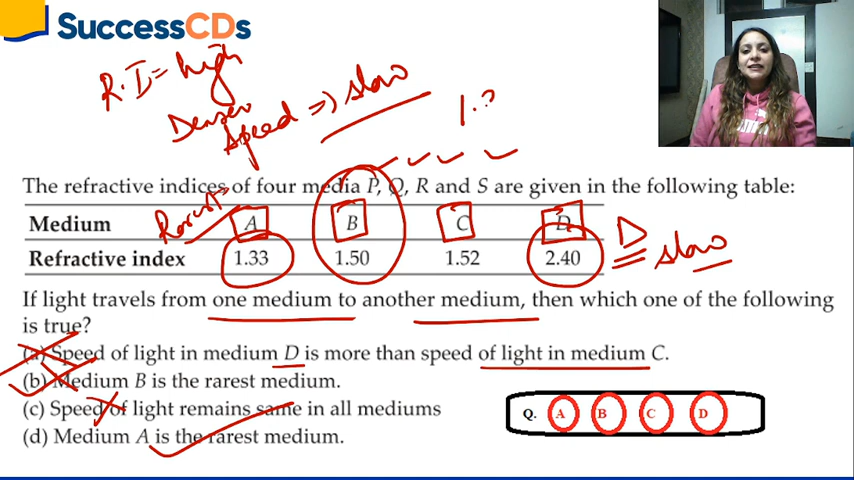 SuccessCDs
R.I = high
Denser
speed => slow
1.?
The refractive indices of four media P, Q, R and S are given in the following table:
Rarest
Medium A B C D
Refractive index 1.33 1.50 1.52 2.40
D
slow
If light travels from one medium to another medium, then which one of the following
is true?
(a) Speed of light in medium D is more than speed of light in medium C.
(b) Medium B is the rarest medium.
(c) Speed of light remains same in all mediums
(d) Medium A is the rarest medium.
Q. A B C D